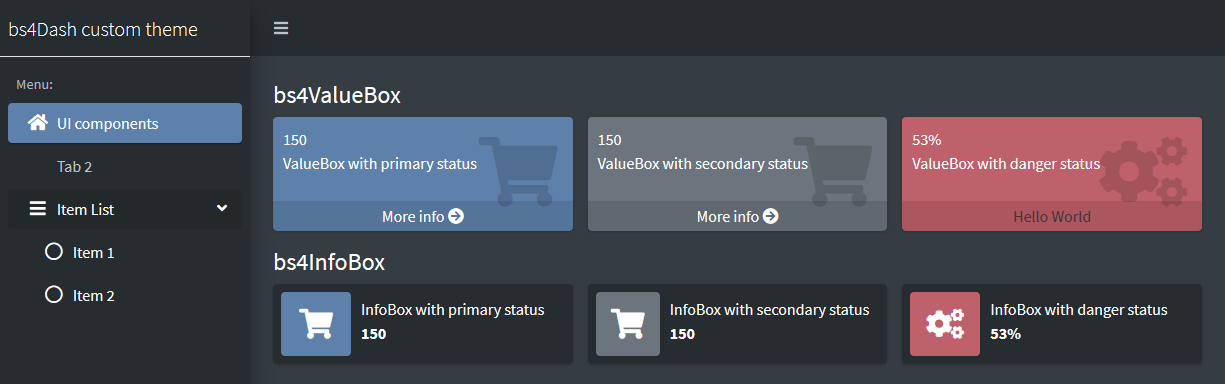 bs4Dash custom theme
Menu:
UI components
Tab 2
Item List
Item 1
Item 2
bs4ValueBox
150
ValueBox with primary status
More info
150
ValueBox with secondary status
More info
53%
ValueBox with danger status
Hello World
bs4InfoBox
InfoBox with primary status
150
InfoBox with secondary status
150
InfoBox with danger status
53%